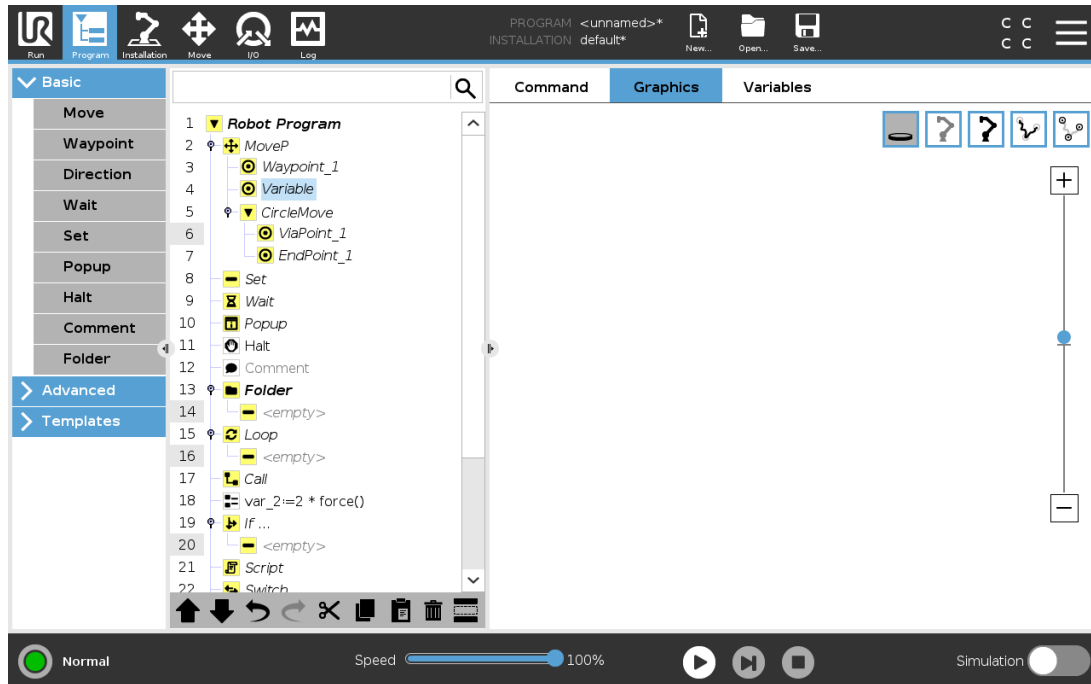 PROGRAM <unnamed>*
INSTALLATION default*
C C
C C
Run Program Installation Move I/O Log New... Open... Save...
Basic
Move
Waypoint
Direction
Wait
Set
Popup
Halt
Comment
Folder
Advanced
Templates
1 Robot Program
2 MoveP
3 Waypoint_1
4 Variable
5 CircleMove
6 ViaPoint_1
7 EndPoint_1
8 Set
9 Wait
10 Popup
11 Halt
12 Comment
13 Folder
14 <empty>
15 Loop
16 <empty>
17 Call
18 var_2:=2 * force()
19 If ...
20 <empty>
21 Script
22 Switch
Command Graphics Variables
Normal
Speed 100%
Simulation